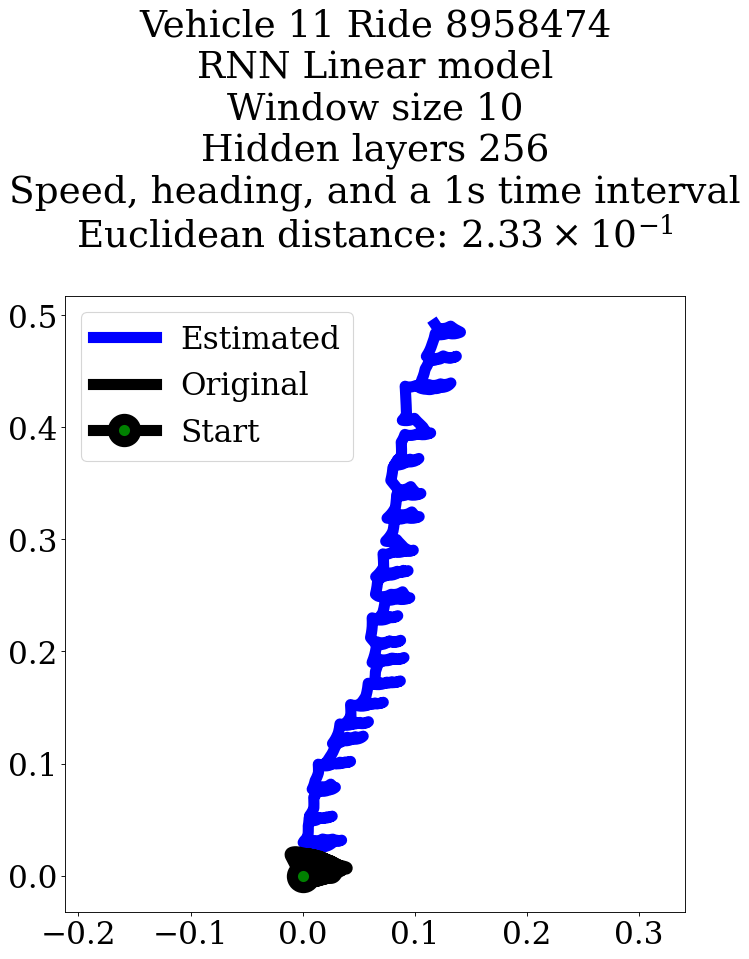 Vehicle 11 Ride 8958474
RNN Linear model
Window size 10
Hidden layers 256
Speed, heading, and a 1s time interval
Euclidean distance: 2.33 × 10⁻¹
0.5
Estimated
Original
Start
0.4
0.3
0.2
0.1
0.0
−0.2 −0.1 0.0 0.1 0.2 0.3